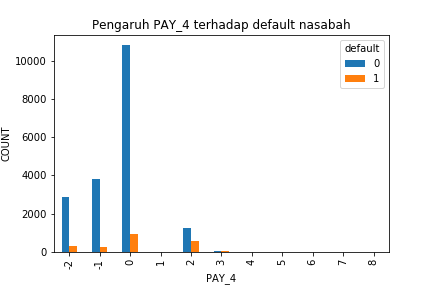 Pengaruh PAY_4 terhadap default nasabah
default
0
1
10000
8000
6000
4000
2000
0
COUNT
-2 -1 0 1 2 3 4 5 6 7 8
PAY_4